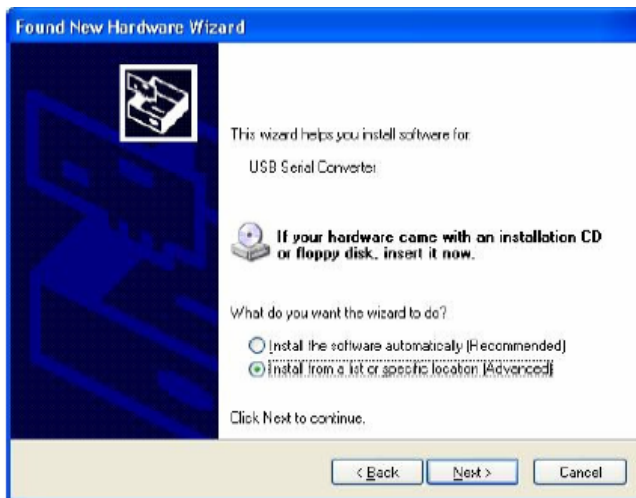 Found New Hardware Wizard
This wizard helps you install software for:
USB Serial Converter
If your hardware came with an installation CD
or floppy disk, insert it now.
What do you want the wizard to do?
Install the software automatically (Recommended)
Install from a list or specific location (Advanced)
Click Next to continue.
< Back
Next >
Cancel